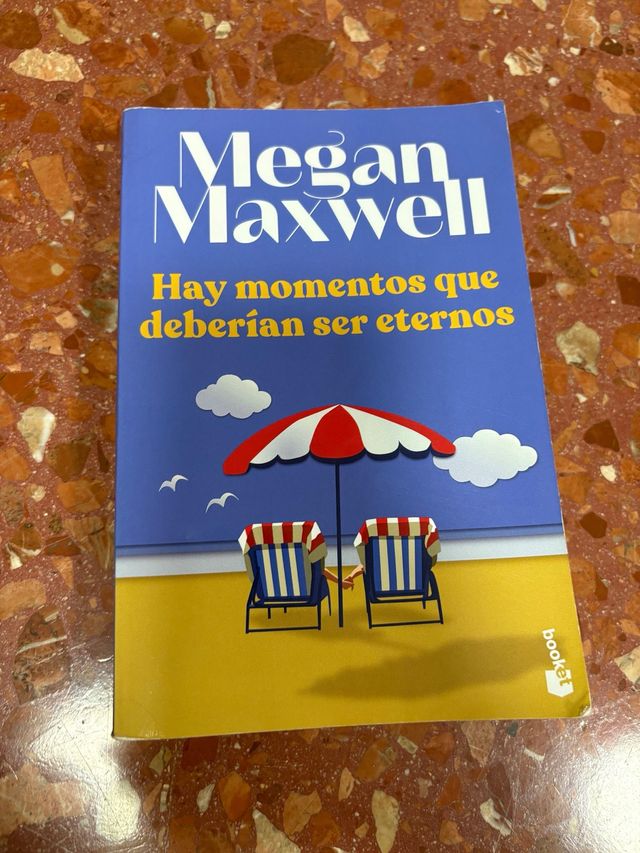 Megan
Maxwell
Hay momentos que
deberían ser eternos
booket